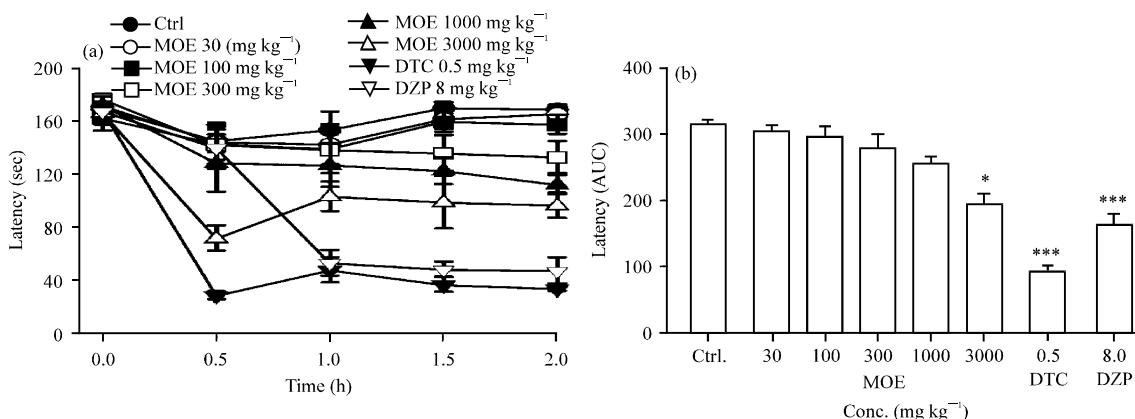 (a)
Ctrl
MOE 30 (mg kg⁻¹)
MOE 100 mg kg⁻¹
MOE 300 mg kg⁻¹
MOE 1000 mg kg⁻¹
MOE 3000 mg kg⁻¹
DTC 0.5 mg kg⁻¹
DZP 8 mg kg⁻¹
200
160
120
80
40
0
Latency (sec)
0.0 0.5 1.0 1.5 2.0
Time (h)
(b)
400
300
200
100
0
Latency (AUC)
*
***
***
Ctrl. 30 100 300 1000 3000 0.5 8.0
MOE DTC DZP
Conc. (mg kg⁻¹)